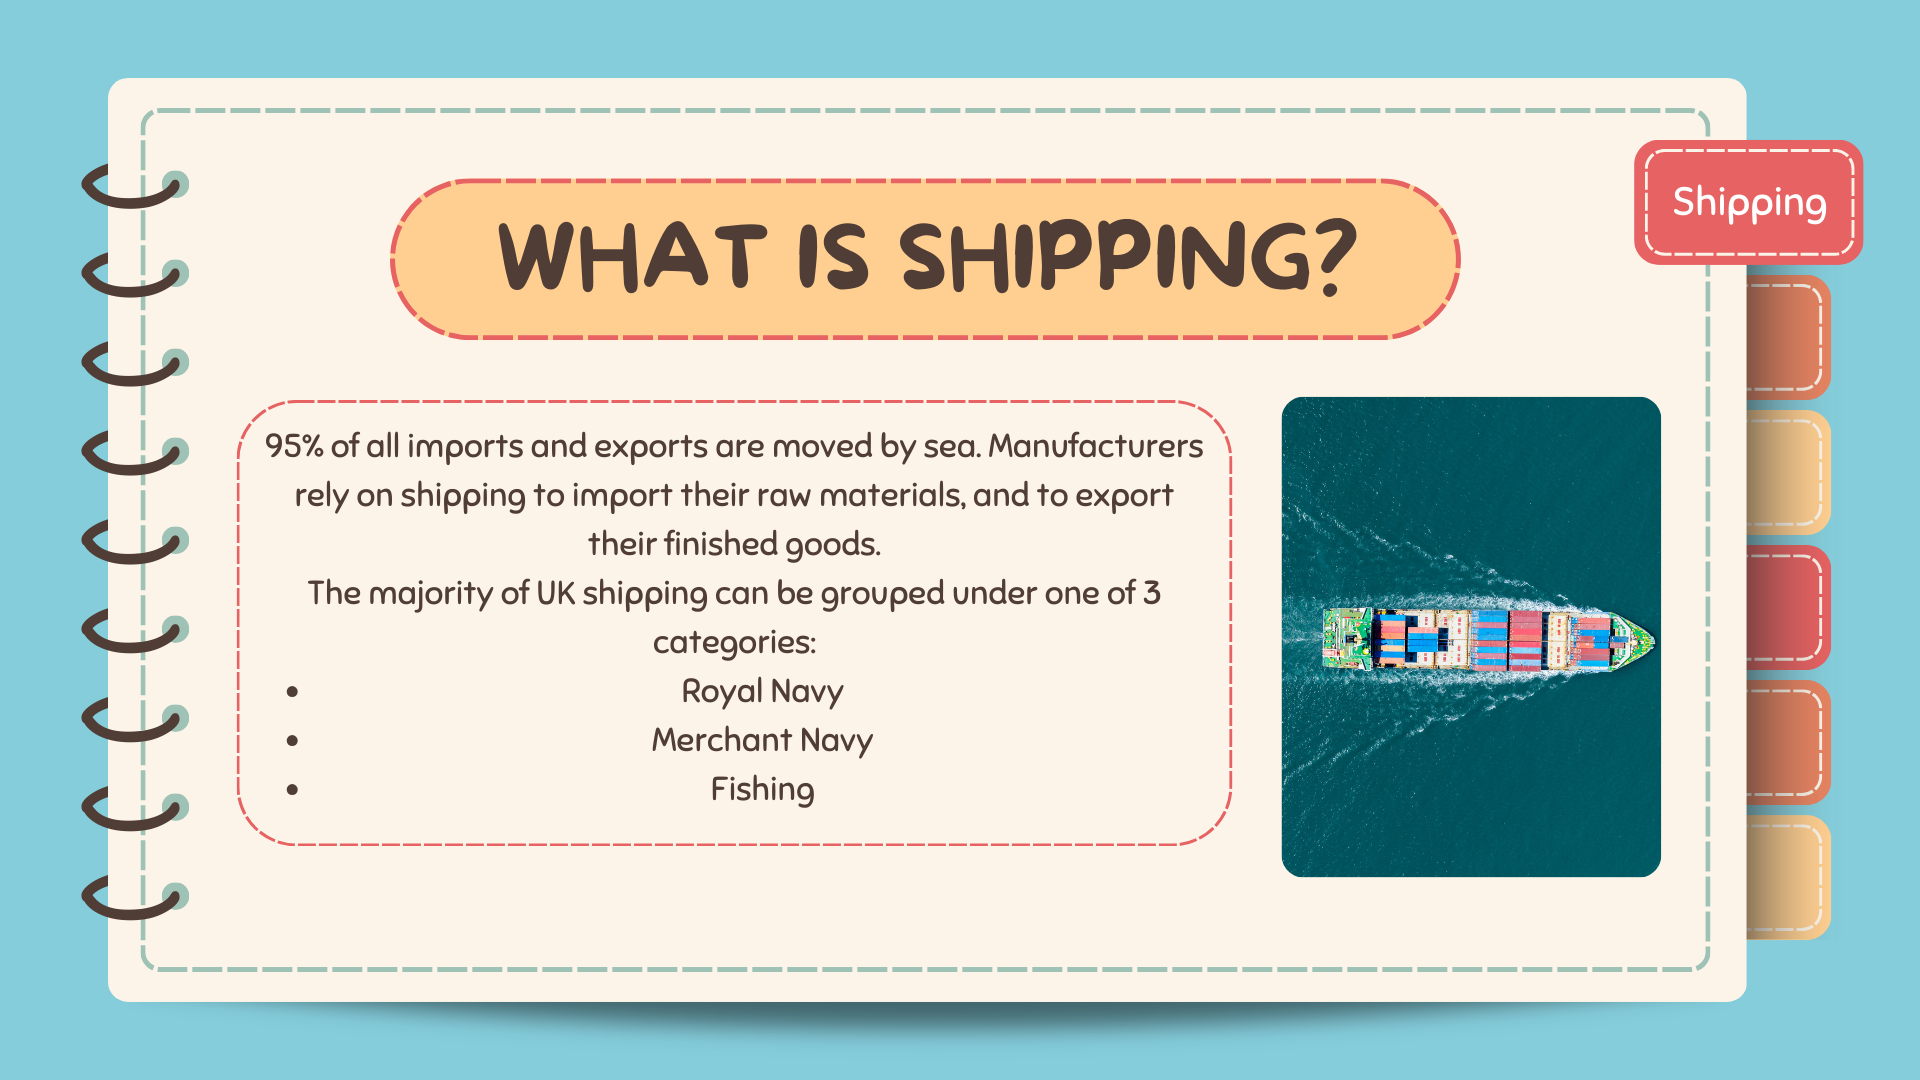 WHAT IS SHIPPING?
Shipping
95% of all imports and exports are moved by sea. Manufacturers
rely on shipping to import their raw materials, and to export
their finished goods.
The majority of UK shipping can be grouped under one of 3
categories:
• Royal Navy
• Merchant Navy
• Fishing